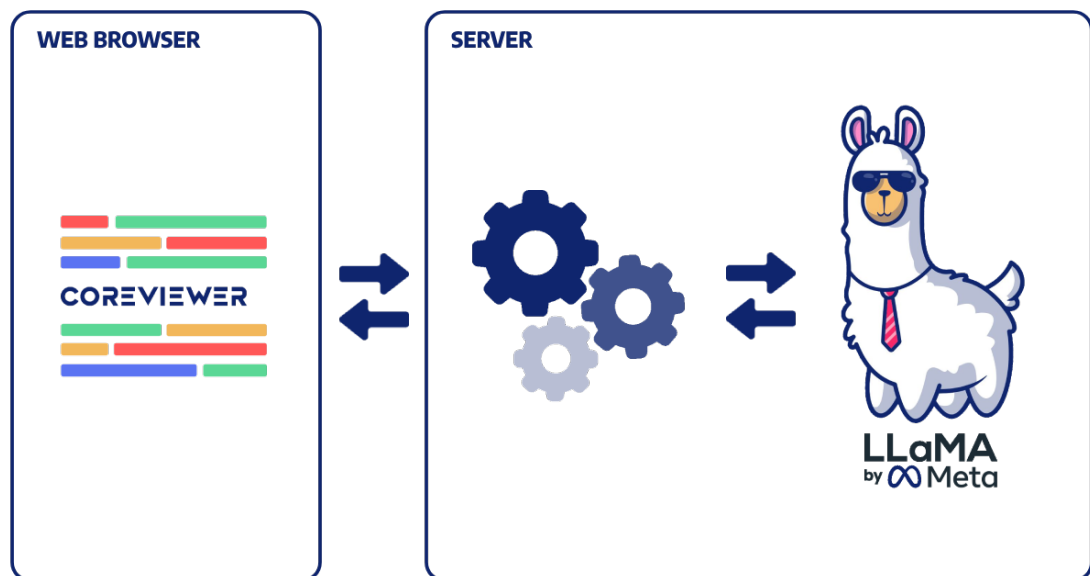 WEB BROWSER
SERVER
COREVIEWER
LLaMA
by Meta